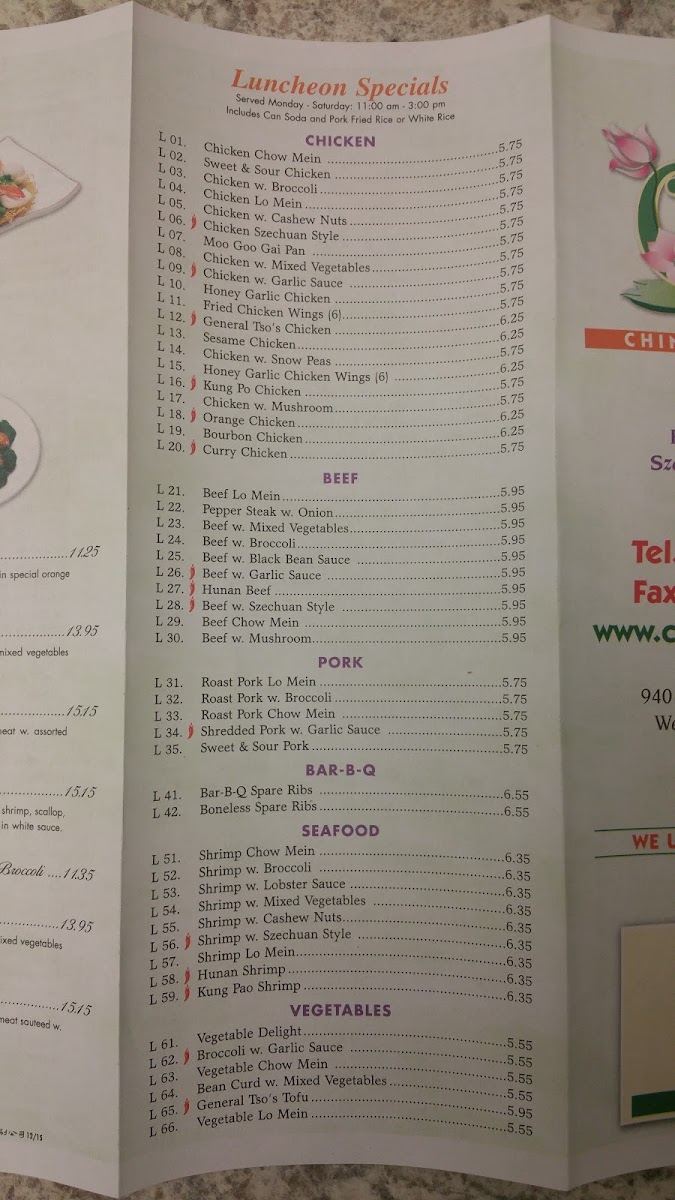 11.25
in special orange
13.95
mixed vegetables
15.15
meat w. assorted
15.15
shrimp, scallop,
in white sauce.
Broccoli ....11.35
13.95
ixed vegetables
15.15
meat sauteed w.
Luncheon Specials
Served Monday - Saturday: 11:00 am - 3:00 pm
Includes Can Soda and Pork Fried Rice or White Rice
CHICKEN
L 01. Chicken Chow Mein 5.75
L 02. Sweet & Sour Chicken 5.75
L 03. Chicken w. Broccoli 5.75
L 04. Chicken Lo Mein 5.75
L 05. Chicken w. Cashew Nuts 5.75
L 06. Chicken Szechuan Style 5.75
L 07. Moo Goo Gai Pan 5.75
L 08. Chicken w. Mixed Vegetables 5.75
L 09. Chicken w. Garlic Sauce 5.75
L 10. Honey Garlic Chicken 5.75
L 11. Fried Chicken Wings (6) 5.75
L 12. General Tso's Chicken 6.25
L 13. Sesame Chicken 6.25
L 14. Chicken w. Snow Peas 5.75
L 15. Honey Garlic Chicken Wings (6) 6.25
L 16. Kung Po Chicken 5.75
L 17. Chicken w. Mushroom 5.75
L 18. Orange Chicken 6.25
L 19. Bourbon Chicken 6.25
L 20. Curry Chicken 5.75
BEEF
L 21. Beef Lo Mein 5.95
L 22. Pepper Steak w. Onion 5.95
L 23. Beef w. Mixed Vegetables 5.95
L 24. Beef w. Broccoli 5.95
L 25. Beef w. Black Bean Sauce 5.95
L 26. Beef w. Garlic Sauce 5.95
L 27. Hunan Beef 5.95
L 28. Beef w. Szechuan Style 5.95
L 29. Beef Chow Mein 5.95
L 30. Beef w. Mushroom 5.95
PORK
L 31. Roast Pork Lo Mein 5.75
L 32. Roast Pork w. Broccoli 5.75
L 33. Roast Pork Chow Mein 5.75
L 34. Shredded Pork w. Garlic Sauce 5.75
L 35. Sweet & Sour Pork 5.75
BAR-B-Q
L 41. Bar-B-Q Spare Ribs 6.55
L 42. Boneless Spare Ribs 6.55
SEAFOOD
L 51. Shrimp Chow Mein 6.35
L 52. Shrimp w. Broccoli 6.35
L 53. Shrimp w. Lobster Sauce 6.35
L 54. Shrimp w. Mixed Vegetables 6.35
L 55. Shrimp w. Cashew Nuts 6.35
L 56. Shrimp w. Szechuan Style 6.35
L 57. Shrimp Lo Mein 6.35
L 58. Hunan Shrimp 6.35
L 59. Kung Pao Shrimp 6.35
VEGETABLES
L 61. Vegetable Delight 5.55
L 62. Broccoli w. Garlic Sauce 5.55
L 63. Vegetable Chow Mein 5.55
L 64. Bean Curd w. Mixed Vegetables 5.55
L 65. General Tso's Tofu 5.95
L 66. Vegetable Lo Mein 5.55
CHIN
Sz
Tel.
Fax
www.c
940
We
WE U